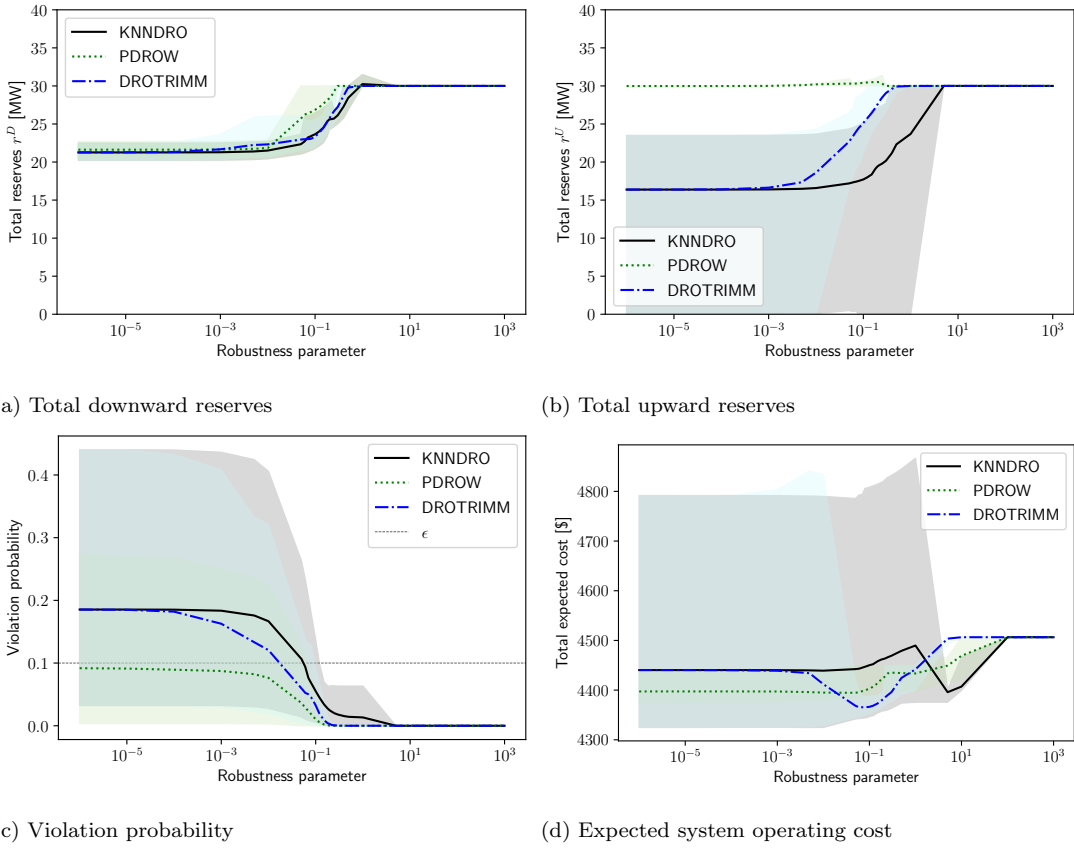 40
35
30
25
20
15
10
5
0
Total reserves r^D [MW]
KNNDRO
PDROW
DROTRIMM
10^-5
10^-3
10^-1
10^1
10^3
Robustness parameter
a) Total downward reserves
40
35
30
25
20
15
10
5
0
Total reserves r^U [MW]
KNNDRO
PDROW
DROTRIMM
10^-5
10^-3
10^-1
10^1
10^3
Robustness parameter
(b) Total upward reserves
0.4
0.3
0.2
0.1
0.0
Violation probability
KNNDRO
PDROW
DROTRIMM
ϵ
10^-5
10^-3
10^-1
10^1
10^3
Robustness parameter
c) Violation probability
4800
4700
4600
4500
4400
4300
Total expected cost [$]
KNNDRO
PDROW
DROTRIMM
10^-5
10^-3
10^-1
10^1
10^3
Robustness parameter
(d) Expected system operating cost